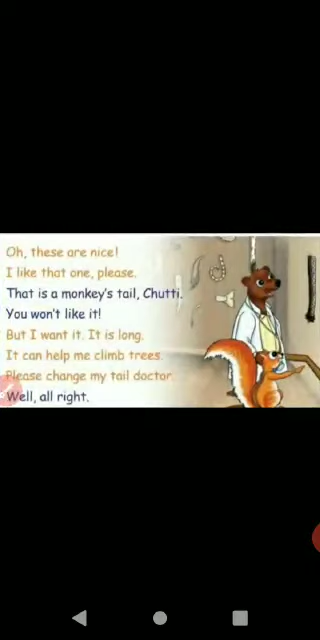 Oh, these are nice!
I like that one, please.
That is a monkey's tail, Chutti.
You won't like it!
But I want it. It is long.
It can help me climb trees.
Please change my tail doctor.
Well, all right.